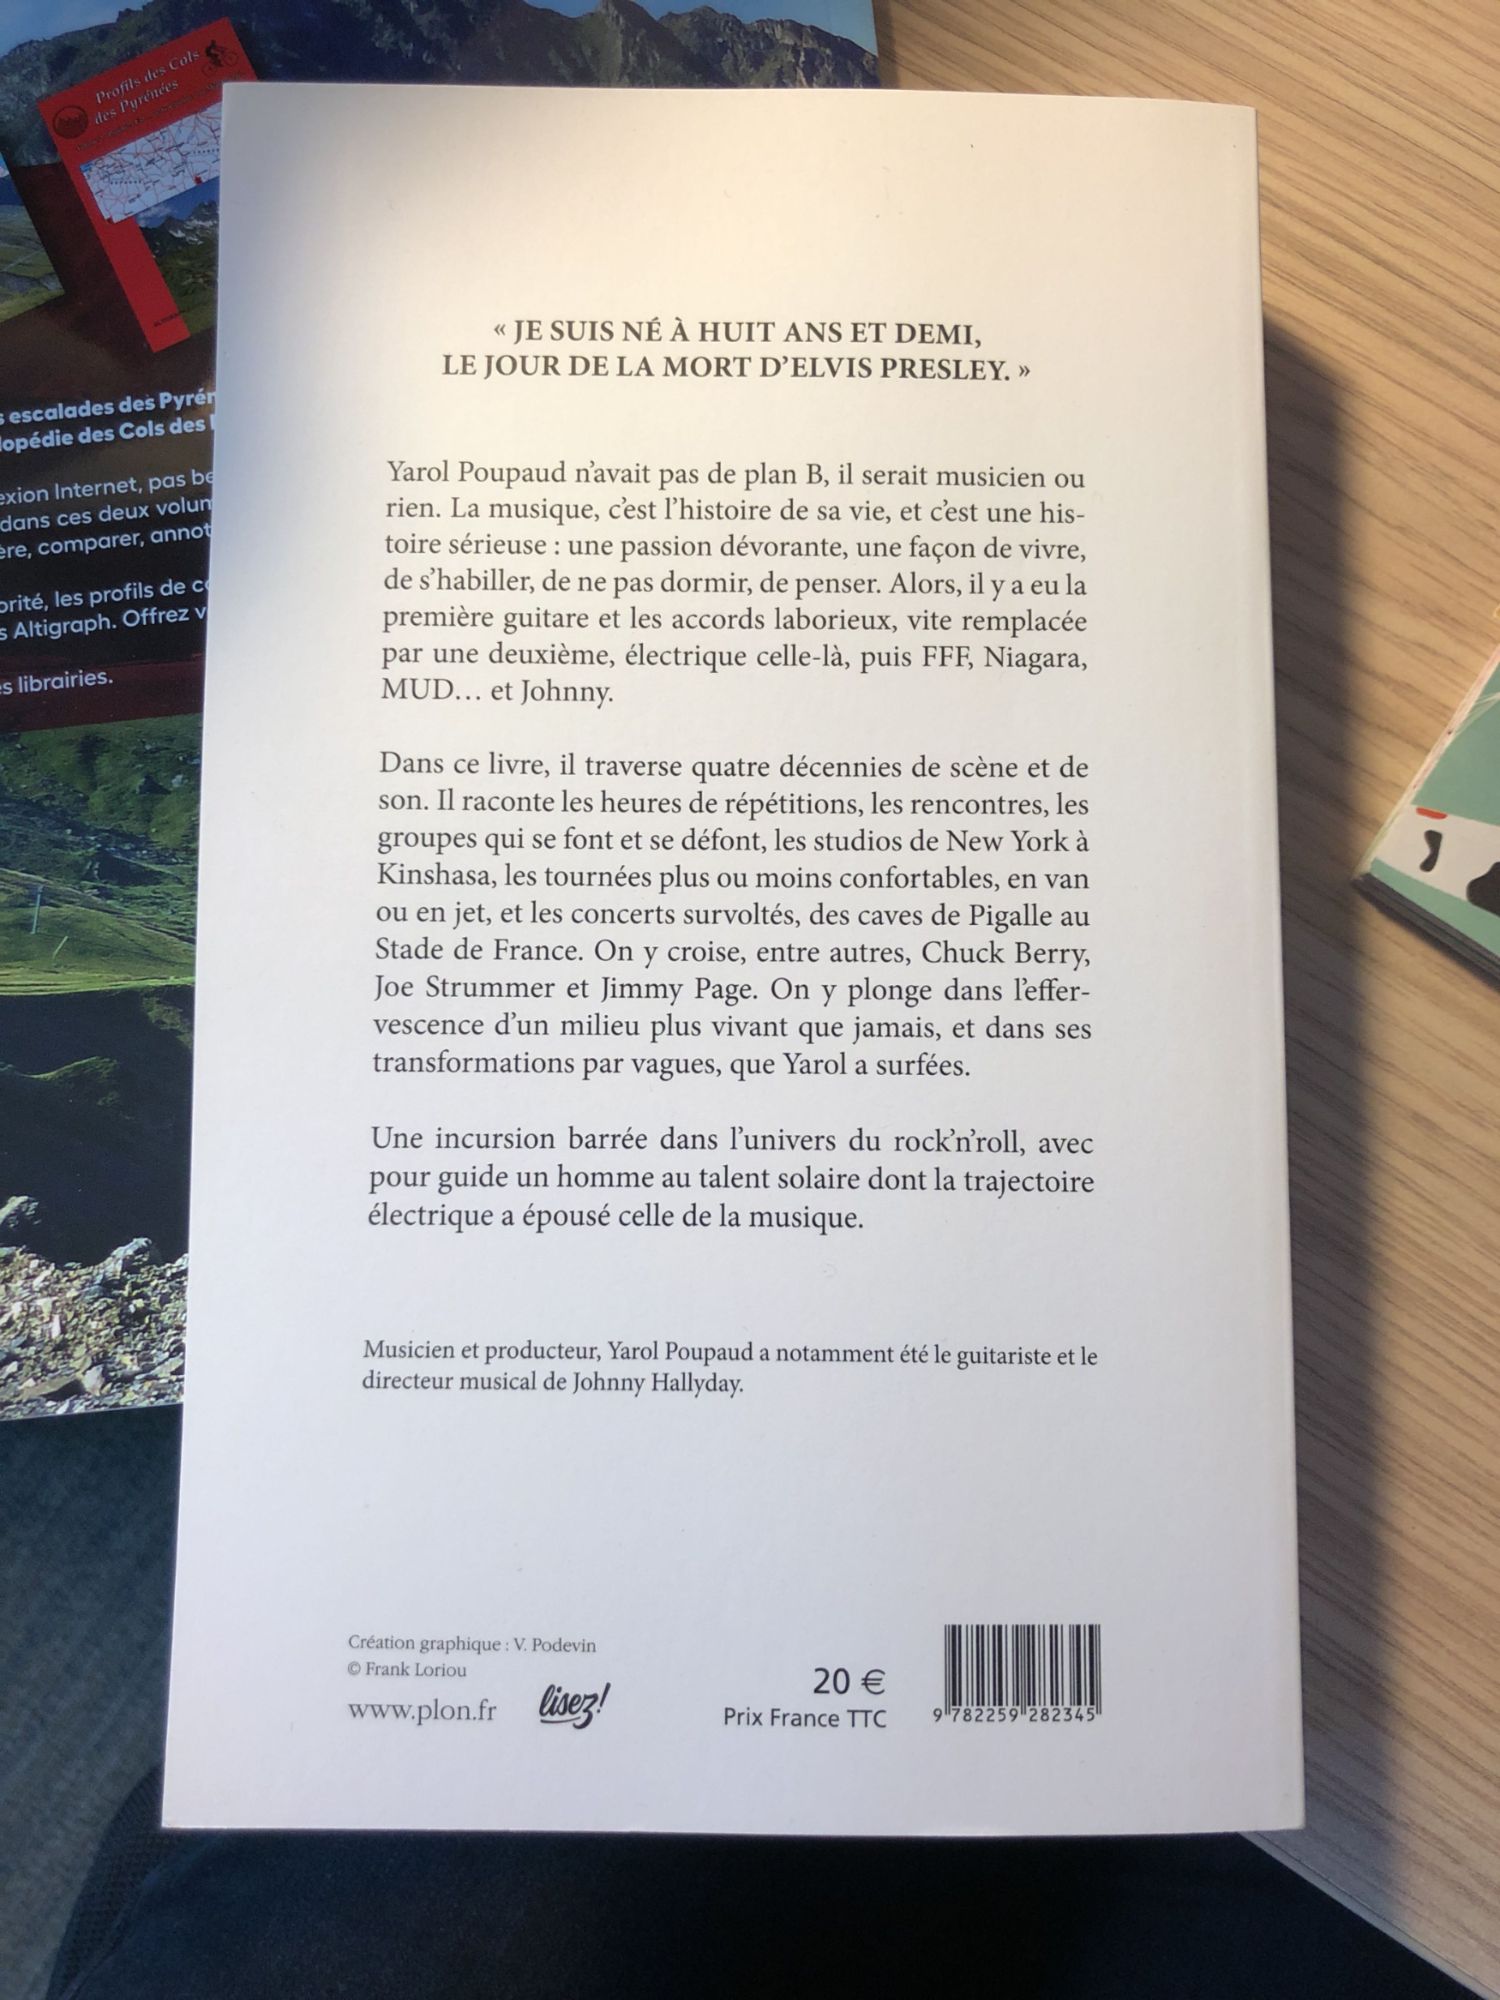 Profils des Cols
des Pyrénées
escalades des
Cols des
Internet, pas
dans ces deux
comparer,
les profils de
Altigraph. Offrez
librairies.
« JE SUIS NÉ À HUIT ANS ET DEMI,
LE JOUR DE LA MORT D’ELVIS PRESLEY. »
Yarol Poupaud n’avait pas de plan B, il serait musicien ou
rien. La musique, c’est l’histoire de sa vie, et c’est une his-
toire sérieuse : une passion dévorante, une façon de vivre,
de s’habiller, de ne pas dormir, de penser. Alors, il y a eu la
première guitare et les accords laborieux, vite remplacée
par une deuxième, électrique celle-là, puis FFF, Niagara,
MUD… et Johnny.
Dans ce livre, il traverse quatre décennies de scène et de
son. Il raconte les heures de répétitions, les rencontres, les
groupes qui se font et se défont, les studios de New York à
Kinshasa, les tournées plus ou moins confortables, en van
ou en jet, et les concerts survoltés, des caves de Pigalle au
Stade de France. On y croise, entre autres, Chuck Berry,
Joe Strummer et Jimmy Page. On y plonge dans l’effer-
vescence d’un milieu plus vivant que jamais, et dans ses
transformations par vagues, que Yarol a surfées.
Une incursion barrée dans l’univers du rock’n’roll, avec
pour guide un homme au talent solaire dont la trajectoire
électrique a épousé celle de la musique.
Musicien et producteur, Yarol Poupaud a notamment été le guitariste et le
directeur musical de Johnny Hallyday.
Création graphique : V. Podevin
© Frank Loriou
www.plon.fr
lisez!
20 €
Prix France TTC
9 782259 282345